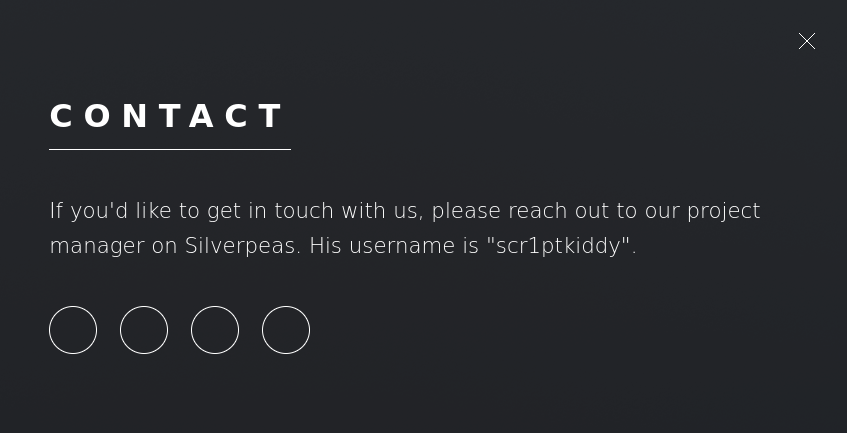 CONTACT
If you'd like to get in touch with us, please reach out to our project
manager on Silverpeas. His username is "scr1ptkiddy".